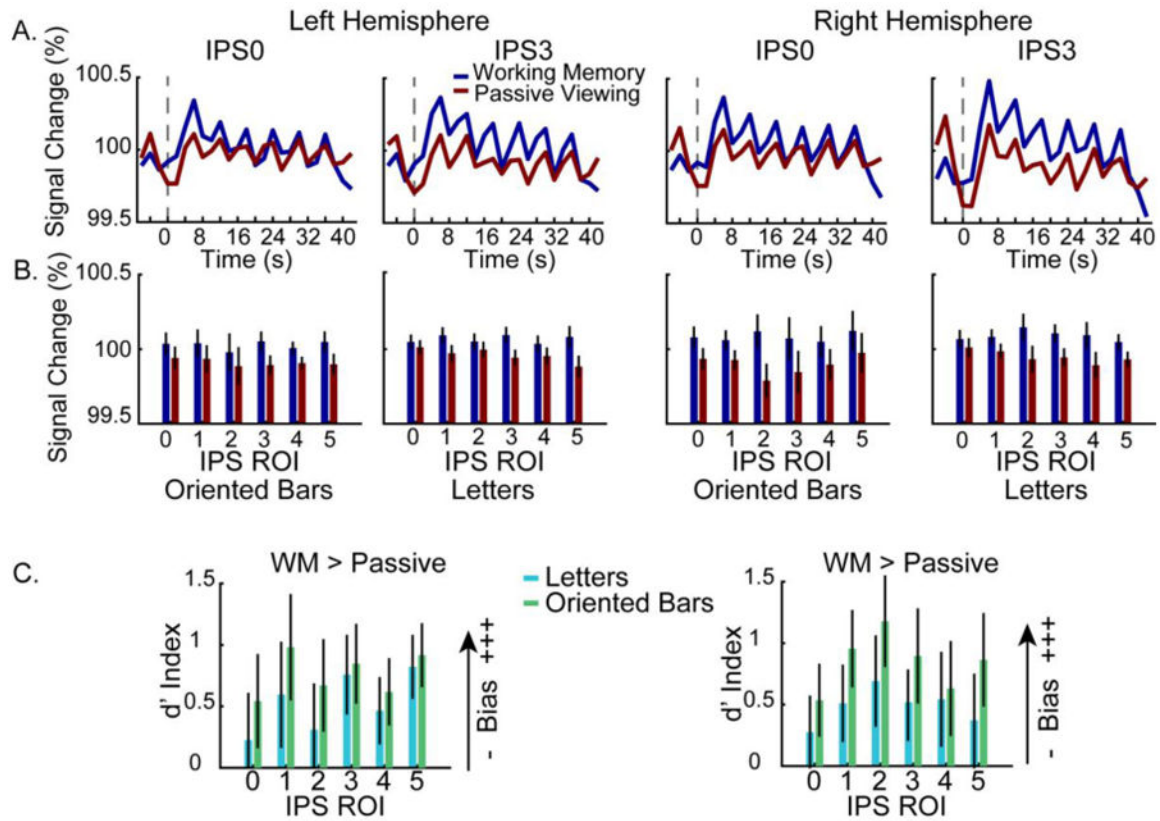 A.
Left Hemisphere
Right Hemisphere
IPS0
IPS3
IPS0
IPS3
Working Memory
Passive Viewing
Signal Change (%)
100.5
100
99.5
0 8 16 24 32 40
0 8 16 24 32 40
0 8 16 24 32 40
0 8 16 24 32 40
Time (s)
Time (s)
Time (s)
Time (s)
B.
Signal Change (%)
100.5
100
99.5
0 1 2 3 4 5
0 1 2 3 4 5
0 1 2 3 4 5
0 1 2 3 4 5
IPS ROI
IPS ROI
IPS ROI
IPS ROI
Oriented Bars
Letters
Oriented Bars
Letters
C.
WM > Passive
WM > Passive
Letters
Oriented Bars
d' Index
1.5
1
0.5
0
0 1 2 3 4 5
IPS ROI
- Bias +++
d' Index
1.5
1
0.5
0
0 1 2 3 4 5
IPS ROI
- Bias +++